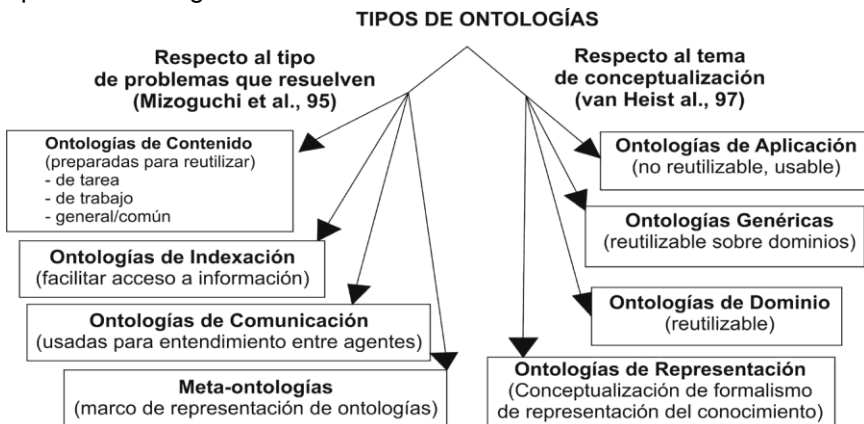 TIPOS DE ONTOLOGÍAS
Respecto al tipo
de problemas que resuelven
(Mizoguchi et al., 95)
Ontologías de Contenido
(preparadas para reutilizar)
- de tarea
- de trabajo
- general/común
Ontologías de Indexación
(facilitar acceso a información)
Ontologías de Comunicación
(usadas para entendimiento entre agentes)
Meta-ontologías
(marco de representación de ontologías)
Respecto al tema
de conceptualización
(van Heist al., 97)
Ontologías de Aplicación
(no reutilizable, usable)
Ontologías Genéricas
(reutilizable sobre dominios)
Ontologías de Dominio
(reutilizable)
Ontologías de Representación
(Conceptualización de formalismo
de representación del conocimiento)